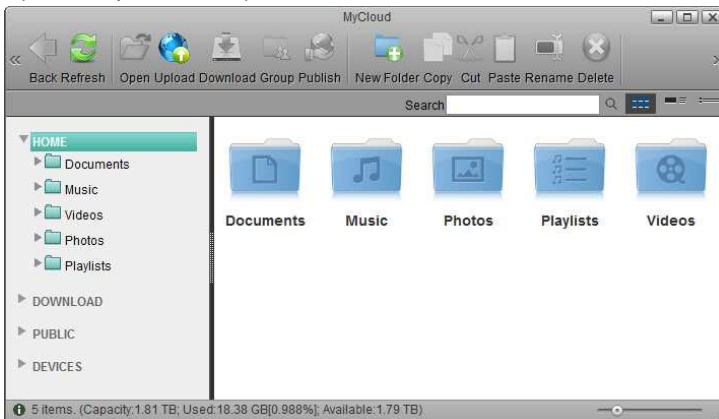 MyCloud
Back Refresh Open Upload Download Group Publish New Folder Copy Cut Paste Rename Delete
Search
HOME
Documents
Music
Videos
Photos
Playlists
DOWNLOAD
PUBLIC
DEVICES
Documents Music Photos Playlists Videos
5 items. (Capacity:1.81 TB; Used:18.38 GB[0.988%]; Available:1.79 TB)